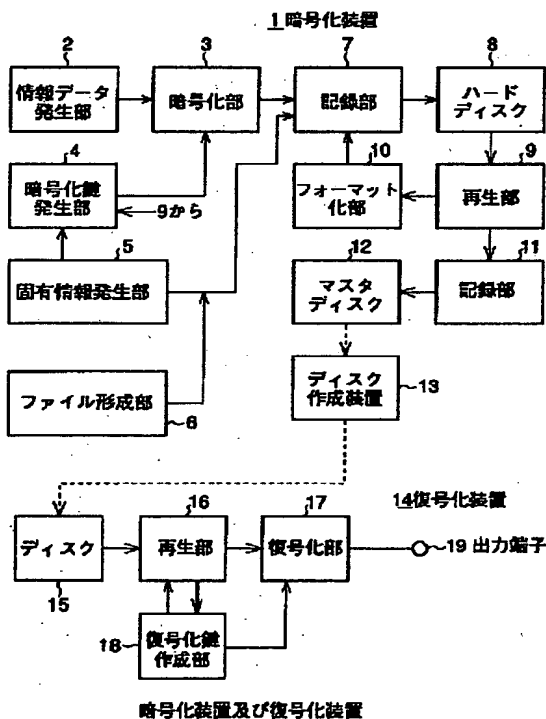 1暗号化装置
2
3
7
8
情報データ
発生部
暗号化部
記録部
ハード
ディスク
4
10
9
暗号化鍵
発生部
9から
フォーマット
化部
再生部
5
12
11
固有情報発生部
マスタ
ディスク
記録部
ファイル形成部
6
ディスク
作成装置
13
16
17
14復号化装置
ディスク
再生部
復号化部
19 出力端子
15
18
復号化鍵
作成部
暗号化装置及び復号化装置